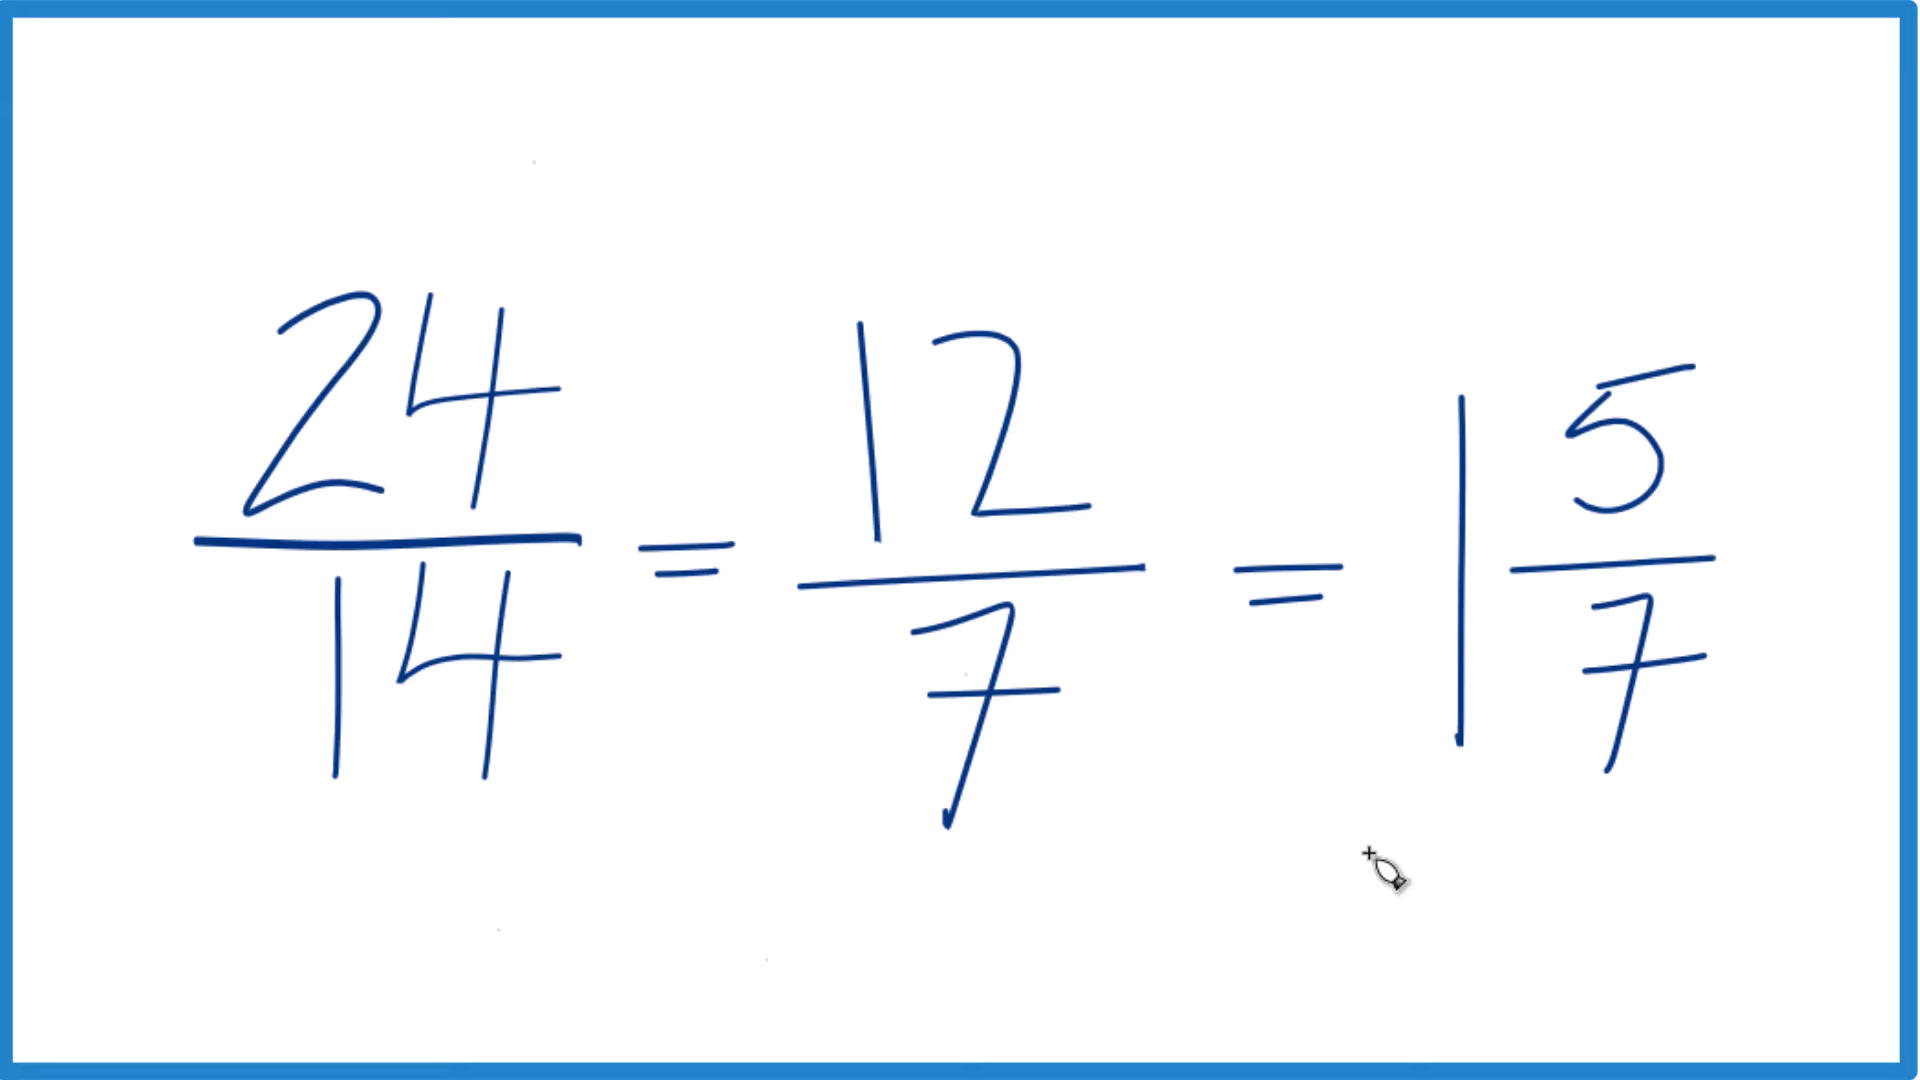 24/14 = 12/7 = 1 5/7